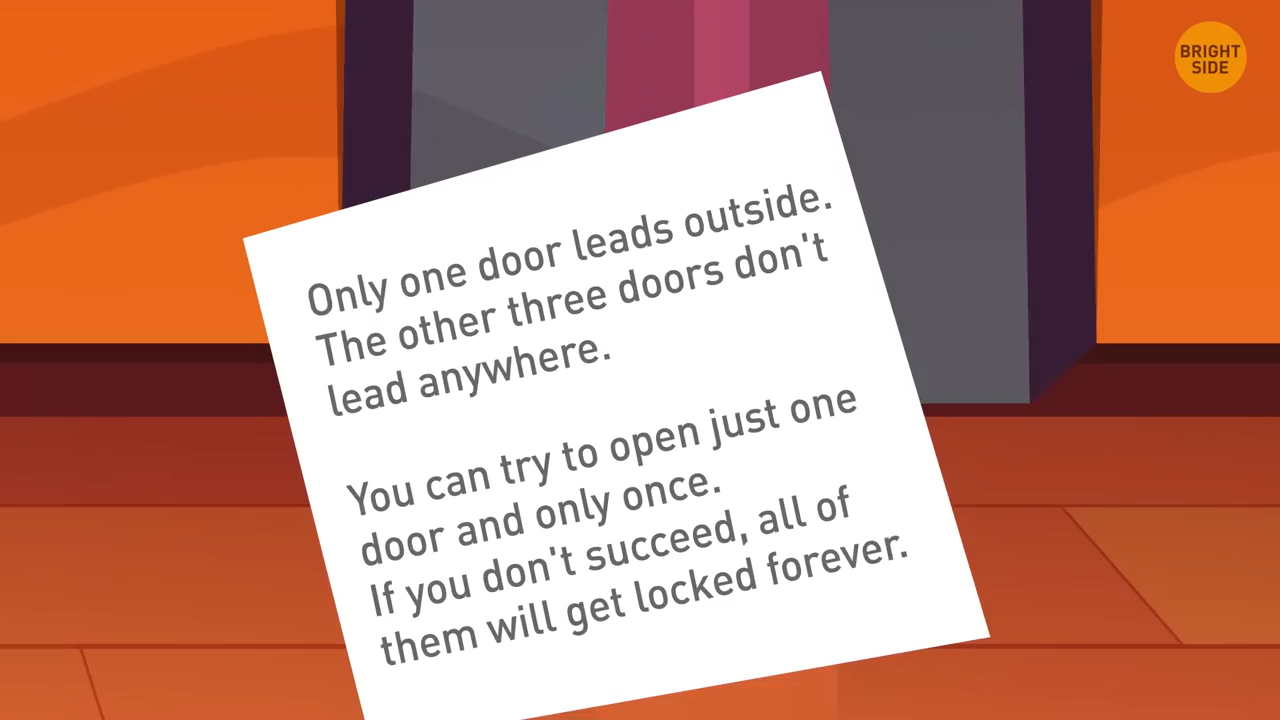 BRIGHT
SIDE
Only one door leads outside.
The other three doors don't
lead anywhere.
You can try to open just one
door and only once.
If you don't succeed, all of
them will get locked forever.